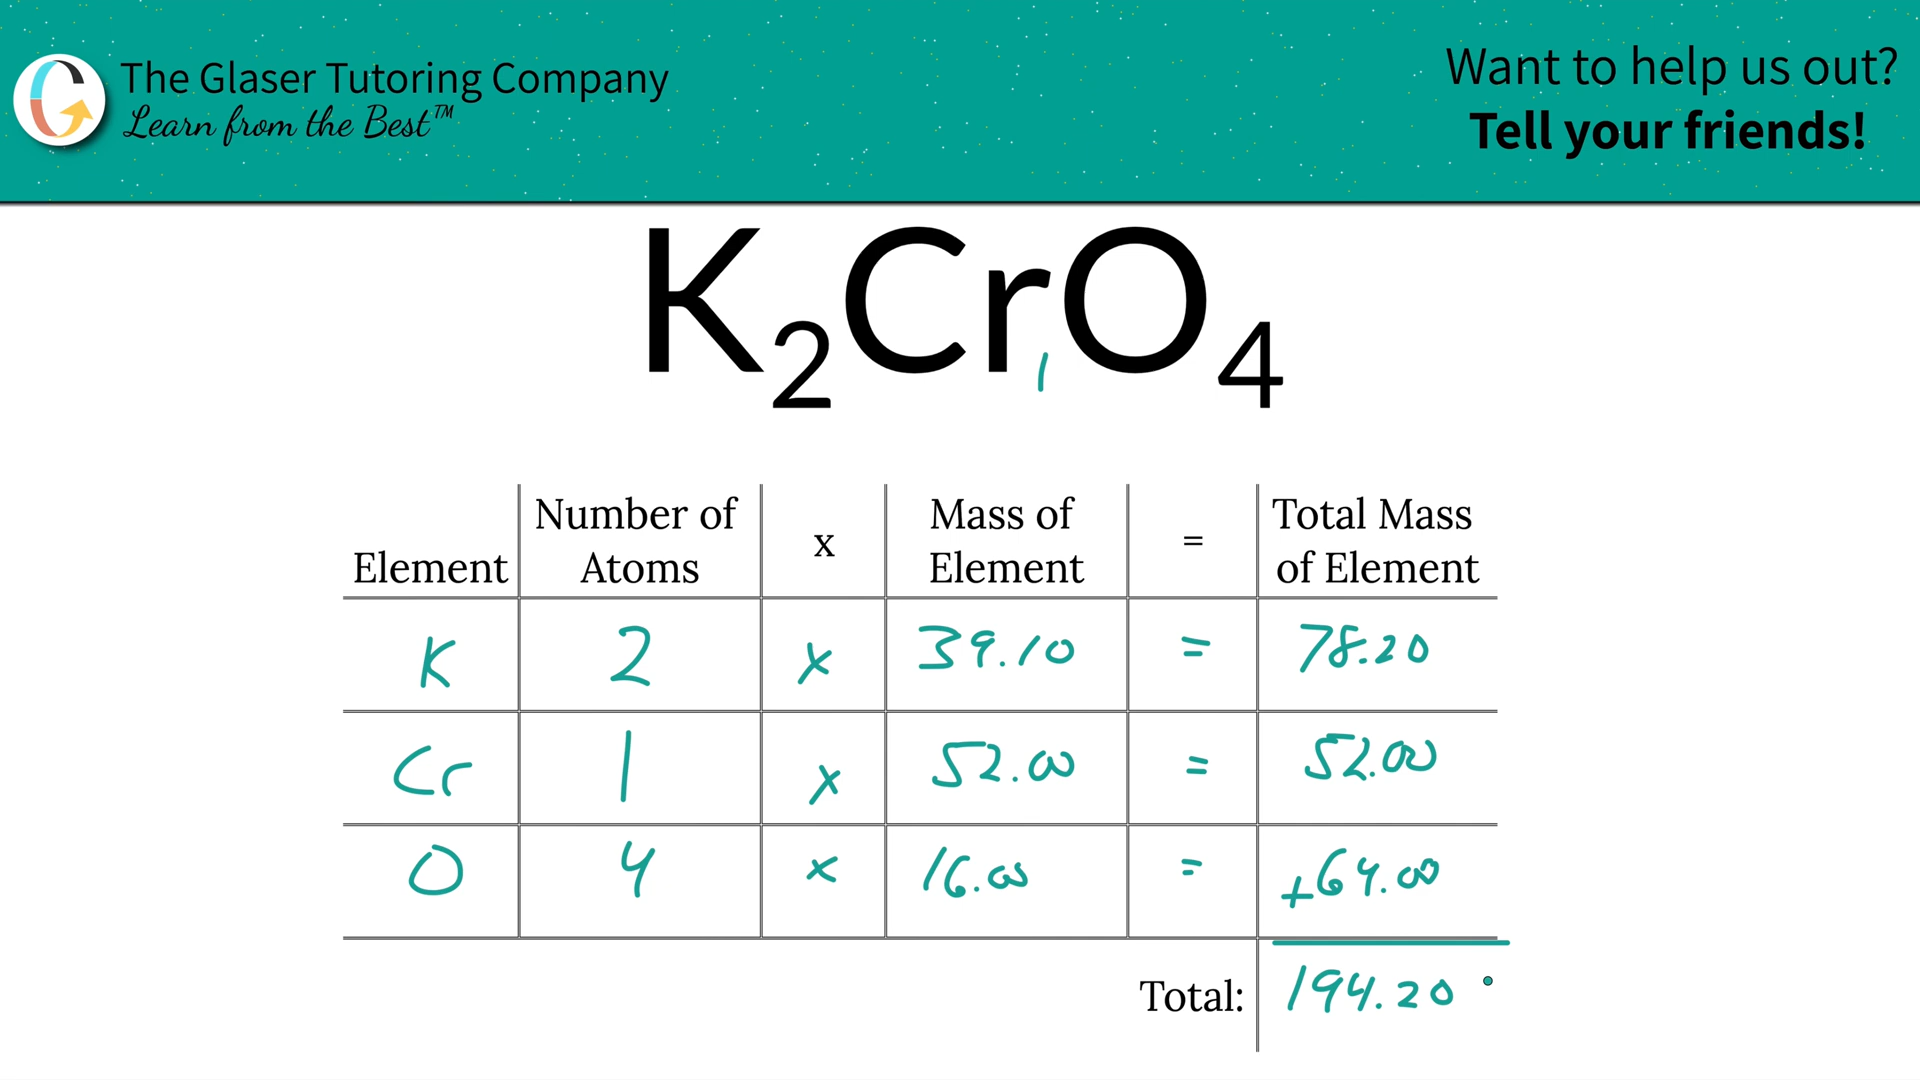 The Glaser Tutoring Company
Learn from the Best™
Want to help us out?
Tell your friends!
K₂Cr₁O₄
Element Number of Atoms x Mass of Element = Total Mass of Element
K 2 x 39.10 = 78.20
Cr 1 x 52.00 = 52.00
O 4 x 16.00 = +64.00
Total: 194.20